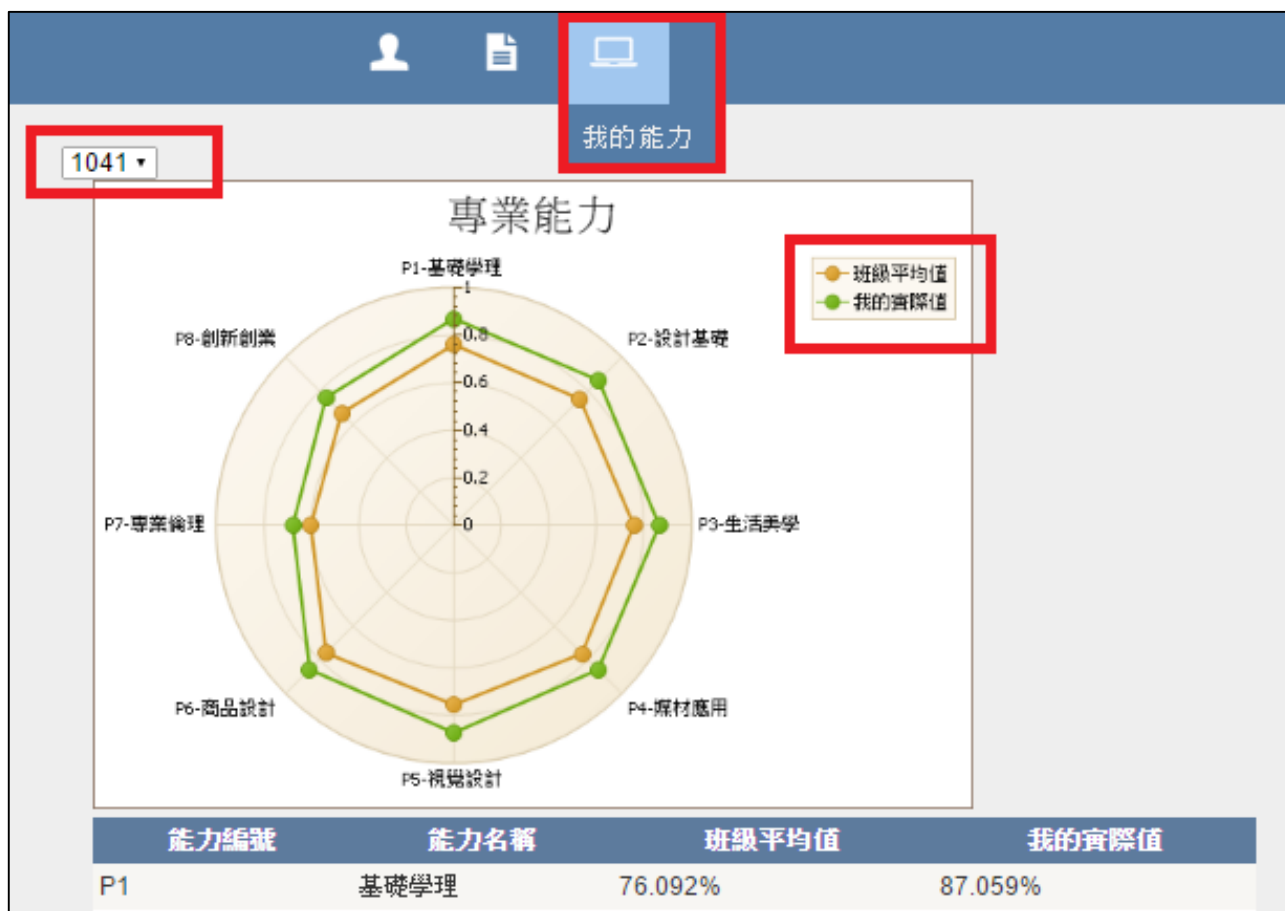 我的能力
1041
專業能力
班級平均值
我的實際值
P1-基礎學理
P2-設計基礎
P3-生活美學
P4-媒材應用
P5-視覺設計
P6-商品設計
P7-專業倫理
P8-創新創業
1
0.8
0.6
0.4
0.2
0
能力編號 能力名稱 班級平均值 我的實際值
P1 基礎學理 76.092% 87.059%